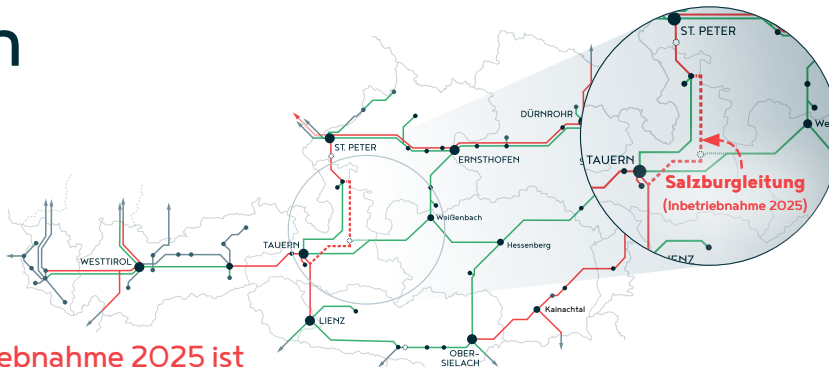 n
ST. PETER
DÜRNROHR
ERNSTHOFEN
Weißenbach
TAUERN
WESTTIROL
Hessenberg
LIENZ
Kainachtal
OBER-
SIELACH
ST. PETER
We
TAUERN
Salzburgleitung
(Inbetriebnahme 2025)
ENZ
ebnahme 2025 ist